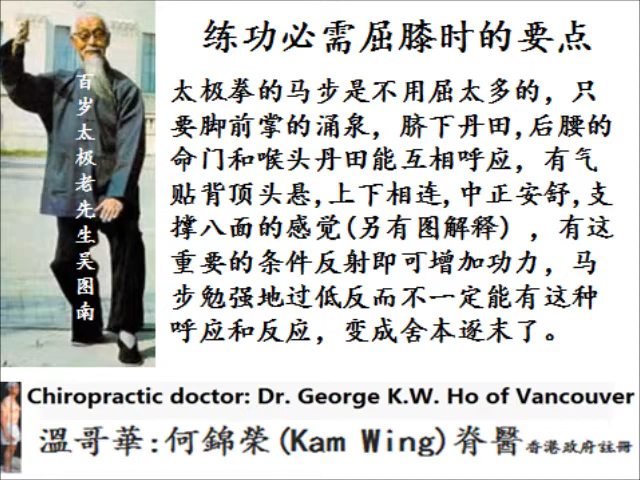 练功必需屈膝时的要点
百岁太极老先生吴图南
太极拳的马步是不用屈太多的，只
要脚前掌的涌泉，脐下丹田,后腰的
命门和喉头丹田能互相呼应，有气
贴背顶头悬,上下相连,中正安舒,支
撑八面的感觉(另有图解释)，有这
重要的条件反射即可增加功力，马
步勉强地过低反而不一定能有这种
呼应和反应，变成舍本逐末了。
Chiropractic doctor: Dr. George K.W. Ho of Vancouver
溫哥華:何錦榮(Kam Wing)脊醫香港政府註冊